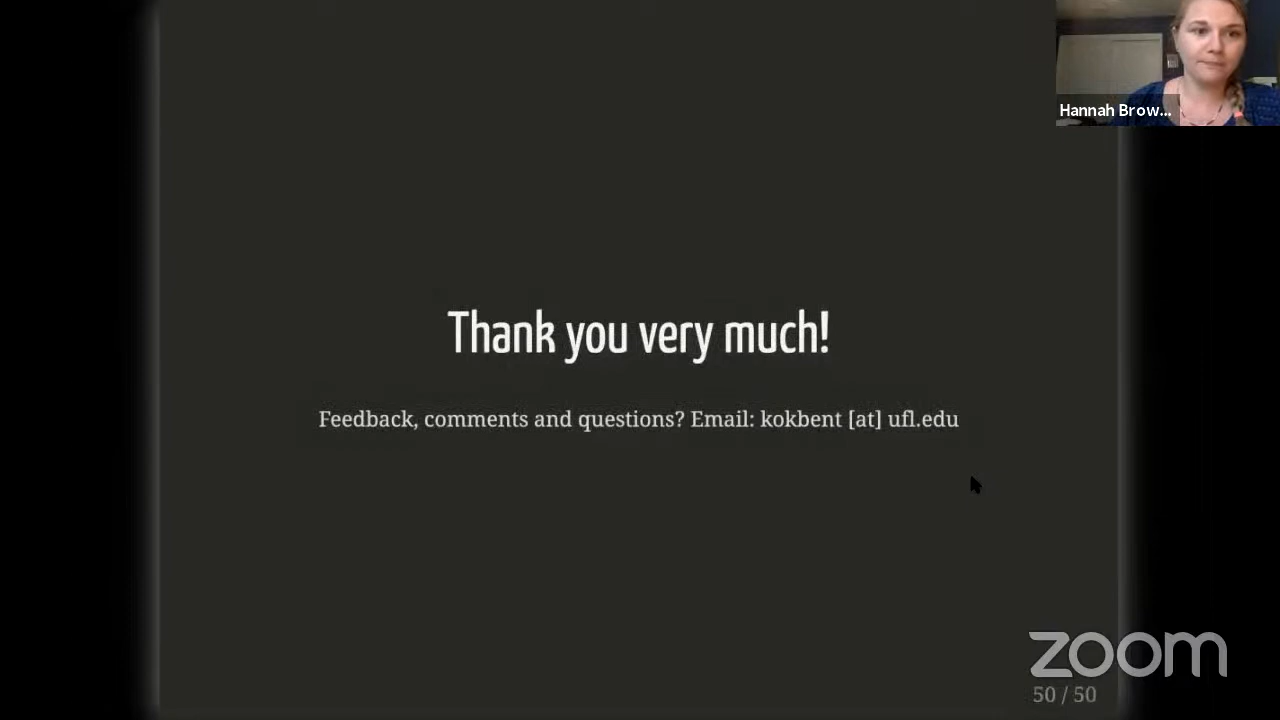 Hannah Brow...
Thank you very much!
Feedback, comments and questions? Email: kokbent [at] ufl.edu
zoom
50 / 50